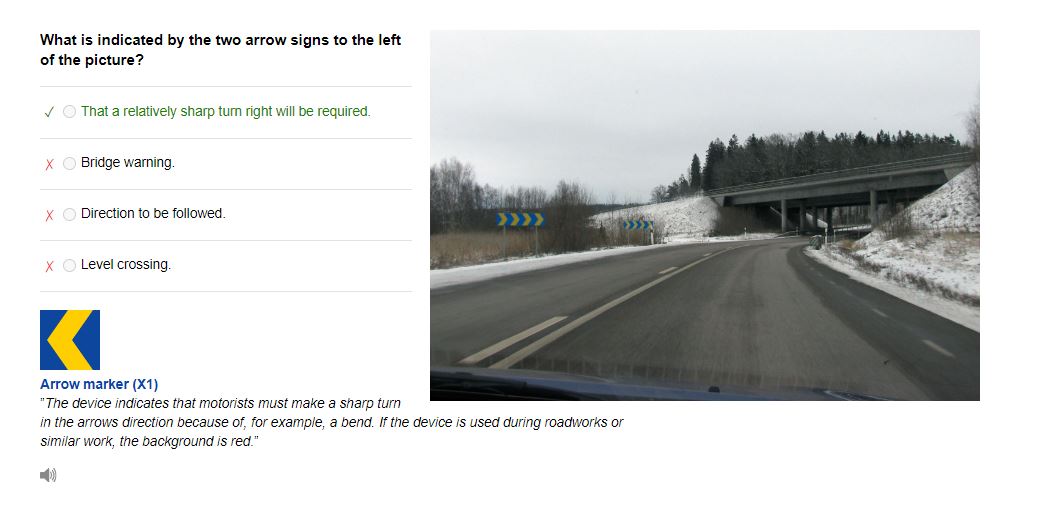 What is indicated by the two arrow signs to the left
of the picture?
That a relatively sharp turn right will be required.
Bridge warning.
Direction to be followed.
Level crossing.
Arrow marker (X1)
"The device indicates that motorists must make a sharp turn
in the arrows direction because of, for example, a bend. If the device is used during roadworks or
similar work, the background is red."